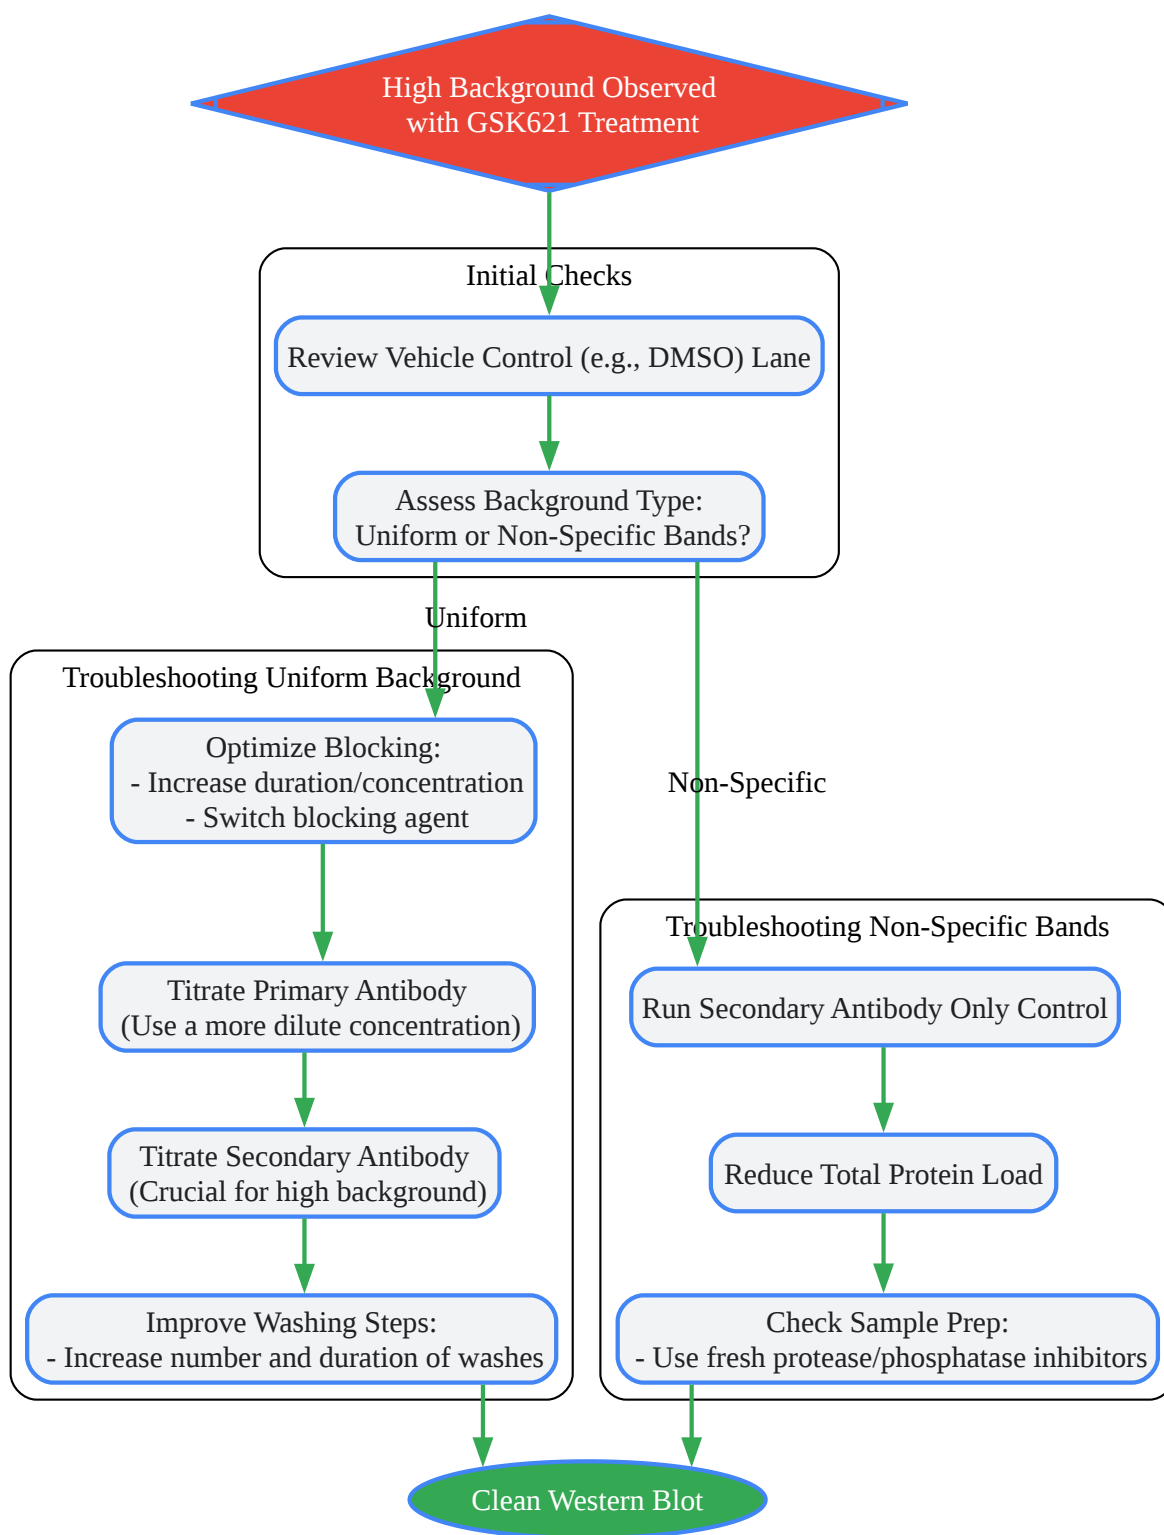 High Background Observed
with GSK621 Treatment
Initial Checks
Review Vehicle Control (e.g., DMSO) Lane
Assess Background Type:
Uniform or Non-Specific Bands?
Uniform
Troubleshooting Uniform Background
Optimize Blocking:
- Increase duration/concentration
- Switch blocking agent
Titrate Primary Antibody
(Use a more dilute concentration)
Titrate Secondary Antibody
(Crucial for high background)
Improve Washing Steps:
- Increase number and duration of washes
Non-Specific
Troubleshooting Non-Specific Bands
Run Secondary Antibody Only Control
Reduce Total Protein Load
Check Sample Prep:
- Use fresh protease/phosphatase inhibitors
Clean Western Blot